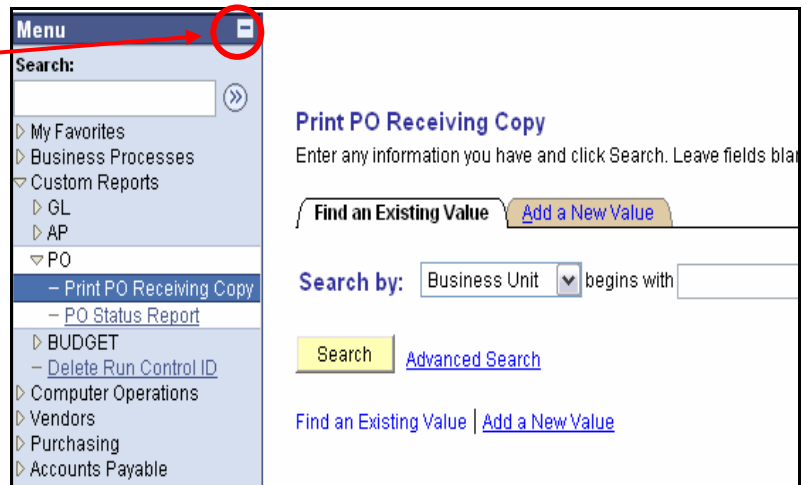 Menu
Search:
My Favorites
Business Processes
Custom Reports
GL
AP
PO
– Print PO Receiving Copy
– PO Status Report
BUDGET
– Delete Run Control ID
Computer Operations
Vendors
Purchasing
Accounts Payable
Print PO Receiving Copy
Enter any information you have and click Search. Leave fields
Find an Existing Value Add a New Value
Search by: Business Unit begins with
Search Advanced Search
Find an Existing Value | Add a New Value